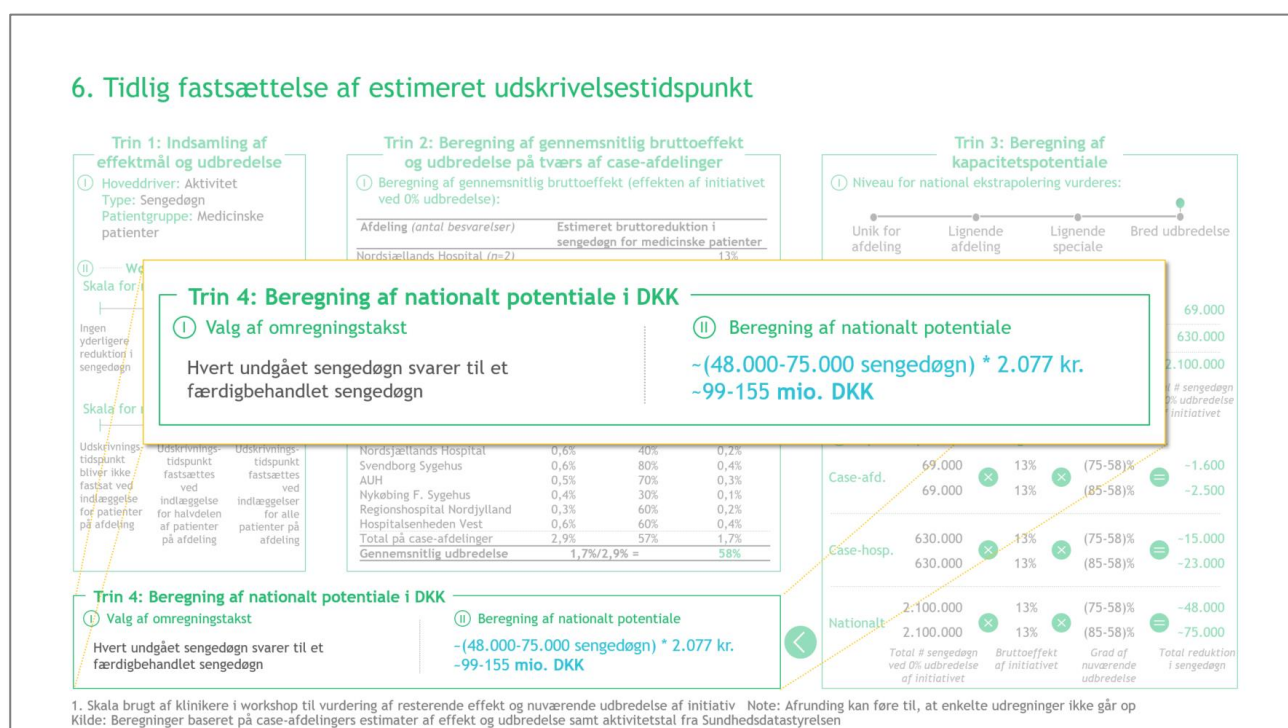 6. Tidlig fastsættelse af estimeret udskrivelsestidspunkt
Trin 1: Indsamling af
effektmål og udbredelse
I Hoveddriver: Aktivitet
Type: Sengedøgn
Patientgruppe: Medicinske
patienter
II
Skala for
Ingen
yderligere
reduktion i
sengedøgn
Skala for
Udskrivnings-
tidspunkt
bliver ikke
fastsat ved
indlæggelse
for patienter
på afdeling
Udskrivnings-
tidspunkt
fastsættes
ved
indlæggelse
for halvdelen
af patienter
på afdeling
Udskrivnings-
tidspunkt
fastsættes
ved
indlæggelser
for alle
patienter på
afdeling
Trin 2: Beregning af gennemsnitlig bruttoeffekt
og udbredelse på tværs af case-afdelinger
I Beregning af gennemsnitlig bruttoeffekt (effekten af initiativet
ved 0% udbredelse):
Afdeling (antal besvarelser) Estimeret bruttoreduktion i
sengedøgn for medicinske patienter
Nordsjællands Hospital (n=2) 13%
Nordsjællands Hospital 0,6% 40% 0,2%
Svendborg Sygehus 0,6% 80% 0,4%
AUH 0,5% 70% 0,3%
Nykøbing F. Sygehus 0,4% 30% 0,1%
Regionshospital Nordjylland 0,3% 60% 0,2%
Hospitalsenheden Vest 0,6% 60% 0,4%
Total på case-afdelinger 2,9% 57% 1,7%
Gennemsnitlig udbredelse 1,7%/2,9% = 58%
Trin 3: Beregning af
kapacitetspotentiale
I Niveau for national ekstrapolering vurderes:
Unik for
afdeling
Lignende
afdeling
Lignende
speciale
Bred udbredelse
69.000
630.000
2.100.000
# sengedøgn
0% udbredelse
initiativet
Case-afd.
69.000 × 13% × (75-58)% = ~1.600
69.000 13% (85-58)% ~2.500
Case-hosp.
630.000 × 13% × (75-58)% = ~15.000
630.000 13% (85-58)% ~23.000
Nationalt
2.100.000 × 13% × (75-58)% = ~48.000
2.100.000 13% (85-58)% ~75.000
Total # sengedøgn
ved 0% udbredelse
af initiativet
Bruttoeffekt
af initiativet
Grad af
nuværende
udbredelse
Total reduktion
i sengedøgn
Trin 4: Beregning af nationalt potentiale i DKK
I Valg af omregningstakst
Hvert undgået sengedøgn svarer til et
færdigbehandlet sengedøgn
II Beregning af nationalt potentiale
~(48.000-75.000 sengedøgn) * 2.077 kr.
~99-155 mio. DKK
Trin 4: Beregning af nationalt potentiale i DKK
I Valg af omregningstakst
Hvert undgået sengedøgn svarer til et
færdigbehandlet sengedøgn
II Beregning af nationalt potentiale
~(48.000-75.000 sengedøgn) * 2.077 kr.
~99-155 mio. DKK
1. Skala brugt af klinikere i workshop til vurdering af resterende effekt og nuværende udbredelse af initiativ Note: Afrunding kan føre til, at enkelte udregninger ikke går op
Kilde: Beregninger baseret på case-afdelingers estimater af effekt og udbredelse samt aktivitetstal fra Sundhedsdatastyrelsen